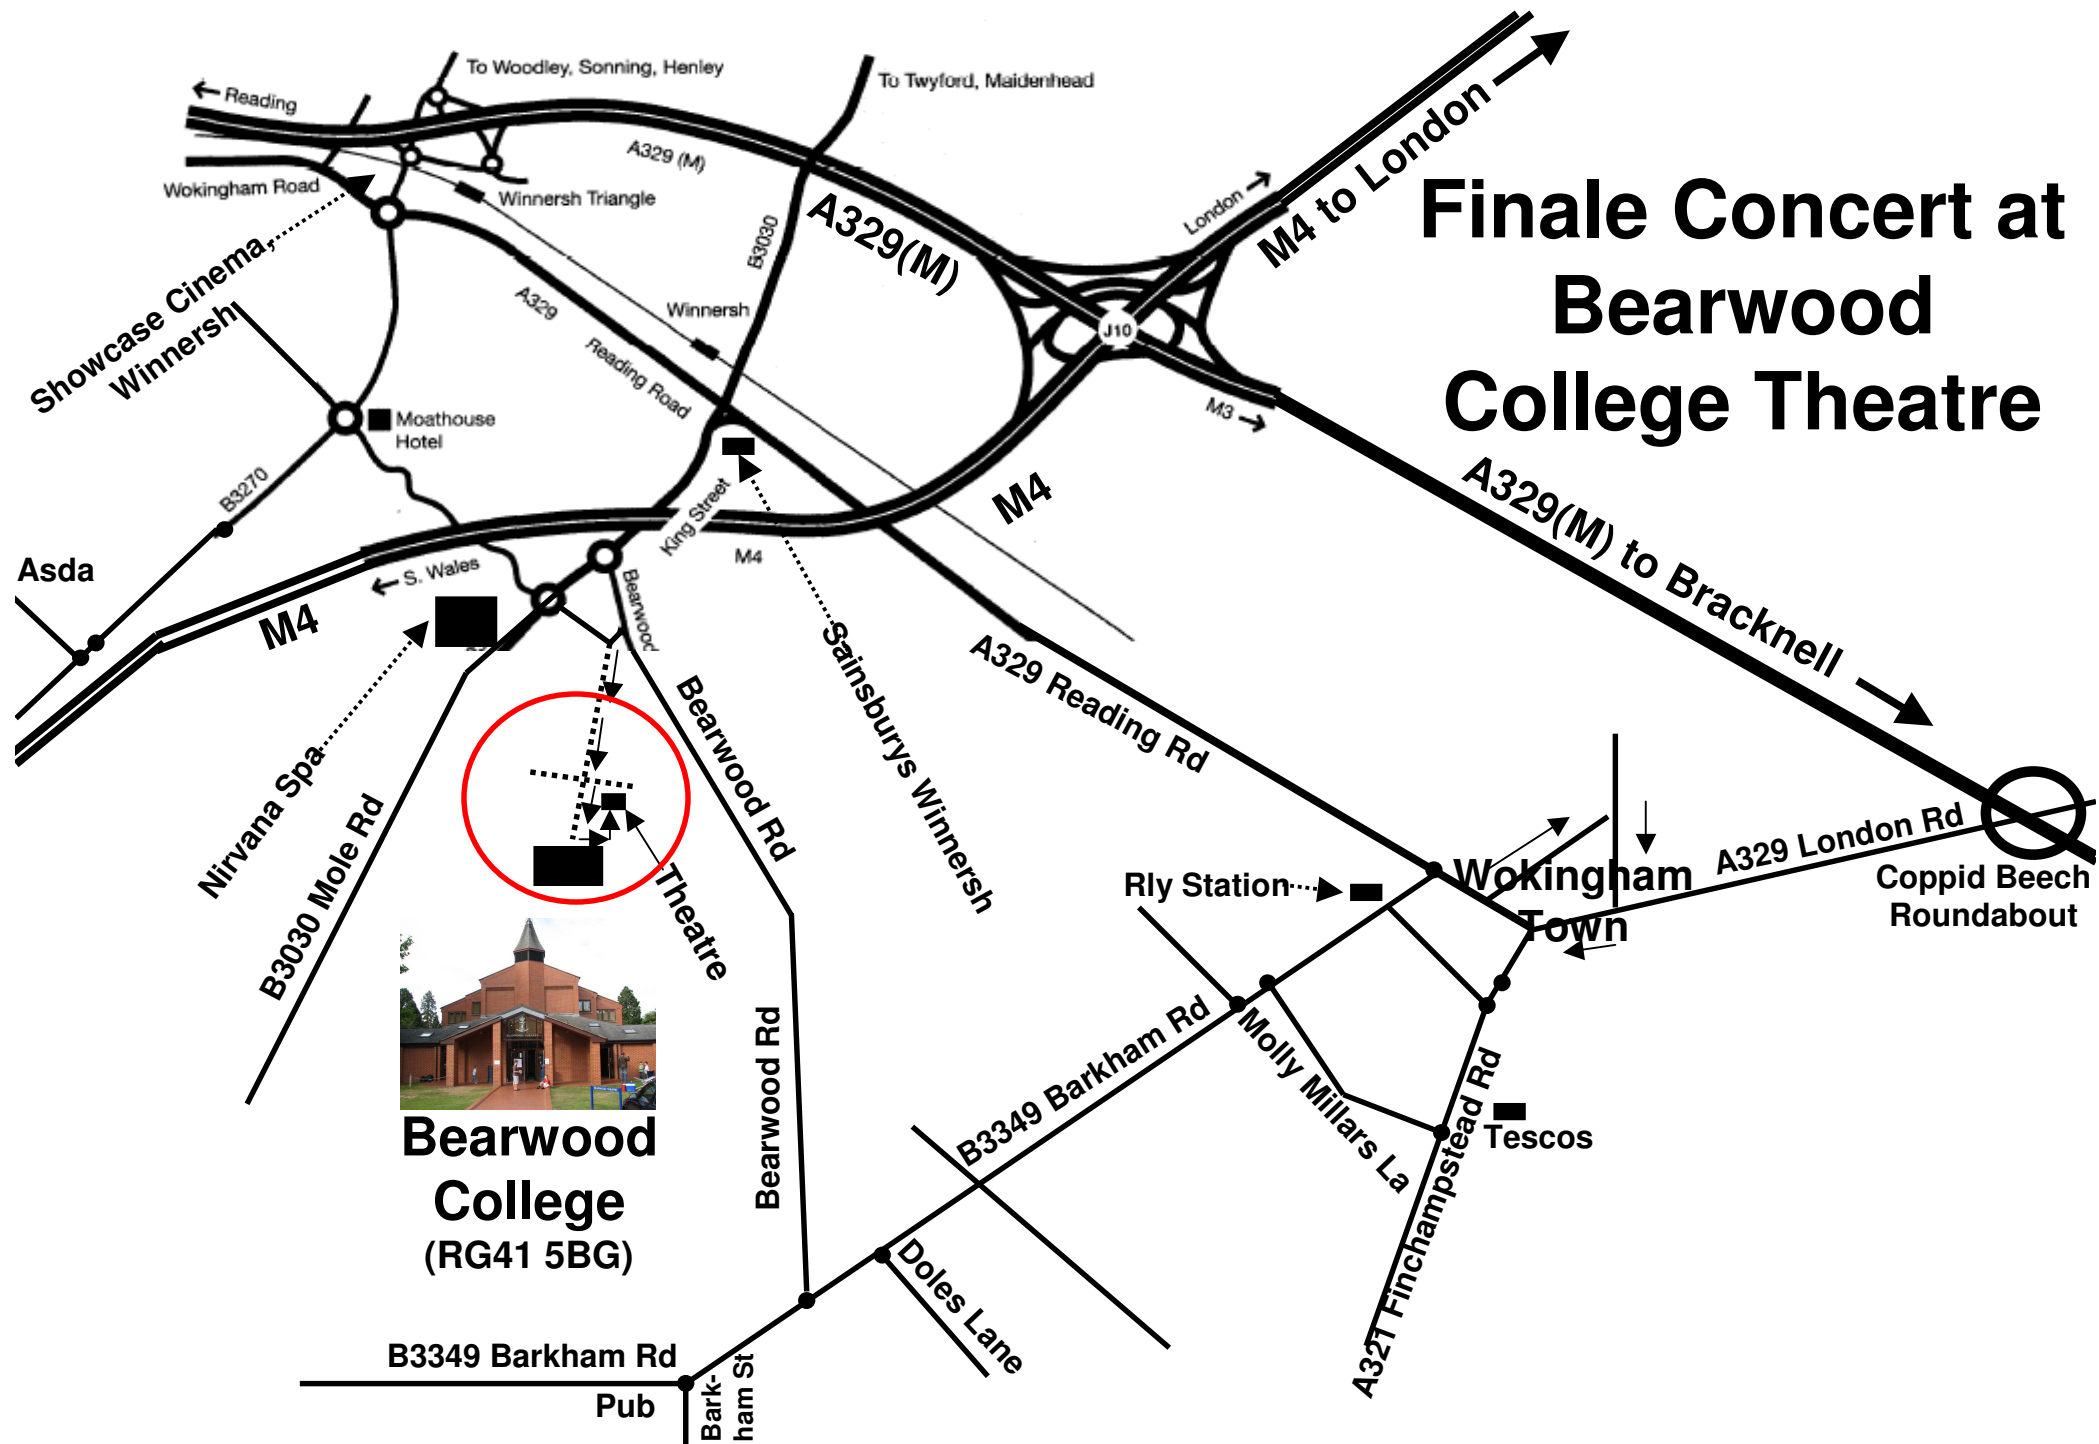 To Woodley, Sonning, Henley
To Twyford, Maidenhead
← Reading
A329 (M)
Wokingham Road
Winnersh Triangle
A329(M)
B3030
London →
M4 to London
Finale Concert at
Bearwood
College Theatre
Showcase Cinema,
Winnersh
A329
Winnersh
Reading Road
J10
M3 →
Moathouse
Hotel
B3270
King Street
M4
M4
A329(M) to Bracknell
Asda
← S. Wales
M4
Bearwood
Sainsburys Winnersh
A329 Reading Rd
Nirvana Spa
B3030 Mole Rd
Bearwood Rd
Theatre
Rly Station
Wokingham
Town
A329 London Rd
Coppid Beech
Roundabout
Bearwood
College
(RG41 5BG)
Bearwood Rd
B3349 Barkham Rd
Molly Millars La
A321 Finchampstead Rd
Tescos
Doles Lane
B3349 Barkham Rd
Pub
Bark-
ham St